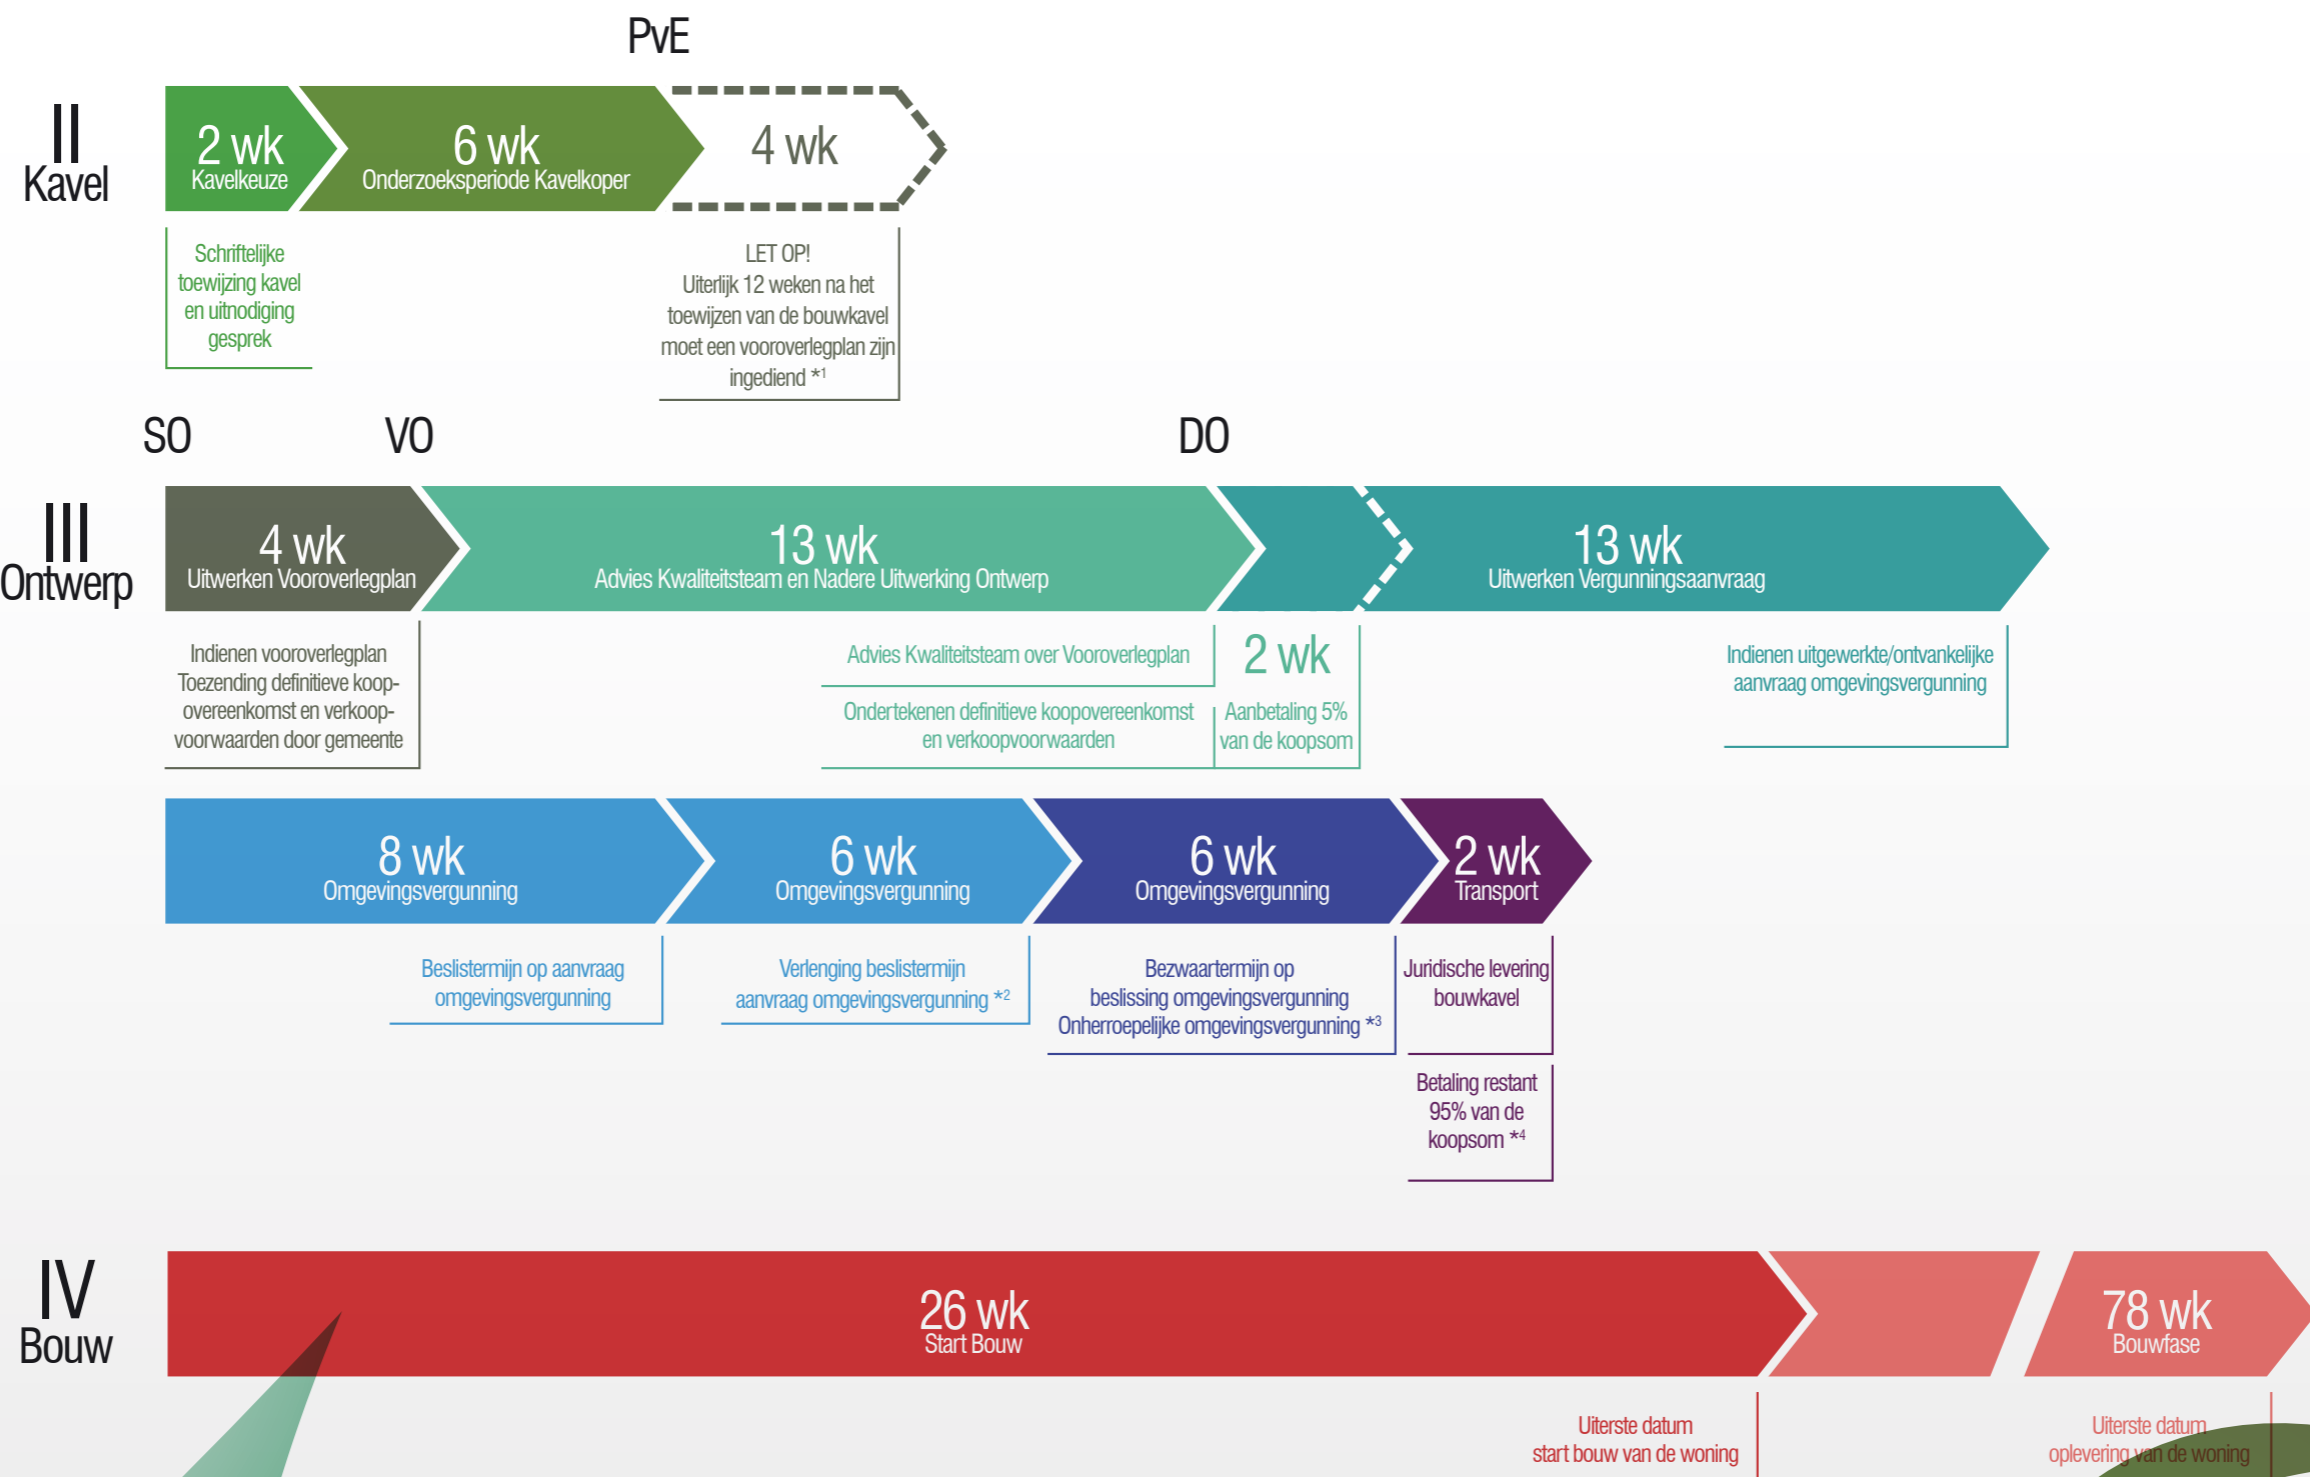 PvE
II
Kavel
2 wk
Kavelkeuze
6 wk
Onderzoeksperiode Kavelkoper
4 wk
Schriftelijke
toewijzing kavel
en uitnodiging
gesprek
LET OP!
Uiterlijk 12 weken na het
toewijzen van de bouwkavel
moet een vooroverlegplan zijn
ingediend *1
SO
VO
DO
III
Ontwerp
4 wk
Uitwerken Vooroverlegplan
13 wk
Advies Kwaliteitsteam en Nadere Uitwerking Ontwerp
13 wk
Uitwerken Vergunningsaanvraag
Indienen vooroverlegplan
Toezending definitieve koop-
overeenkomst en verkoop-
voorwaarden door gemeente
Advies Kwaliteitsteam over Vooroverlegplan
Ondertekenen definitieve koopovereenkomst
en verkoopvoorwaarden
2 wk
Aanbetaling 5%
van de koopsom
Indienen uitgewerkte/ontvankelijke
aanvraag omgevingsvergunning
8 wk
Omgevingsvergunning
6 wk
Omgevingsvergunning
6 wk
Omgevingsvergunning
2 wk
Transport
Beslistermijn op aanvraag
omgevingsvergunning
Verlenging beslistermijn
aanvraag omgevingsvergunning *2
Bezwaartermijn op
beslissing omgevingsvergunning
Onherroepelijke omgevingsvergunning *3
Juridische levering
bouwkavel
Betaling restant
95% van de
koopsom *4
IV
Bouw
26 wk
Start Bouw
78 wk
Bouwfase
Uiterste datum
start bouw van de woning
Uiterste datum
oplevering van de woning